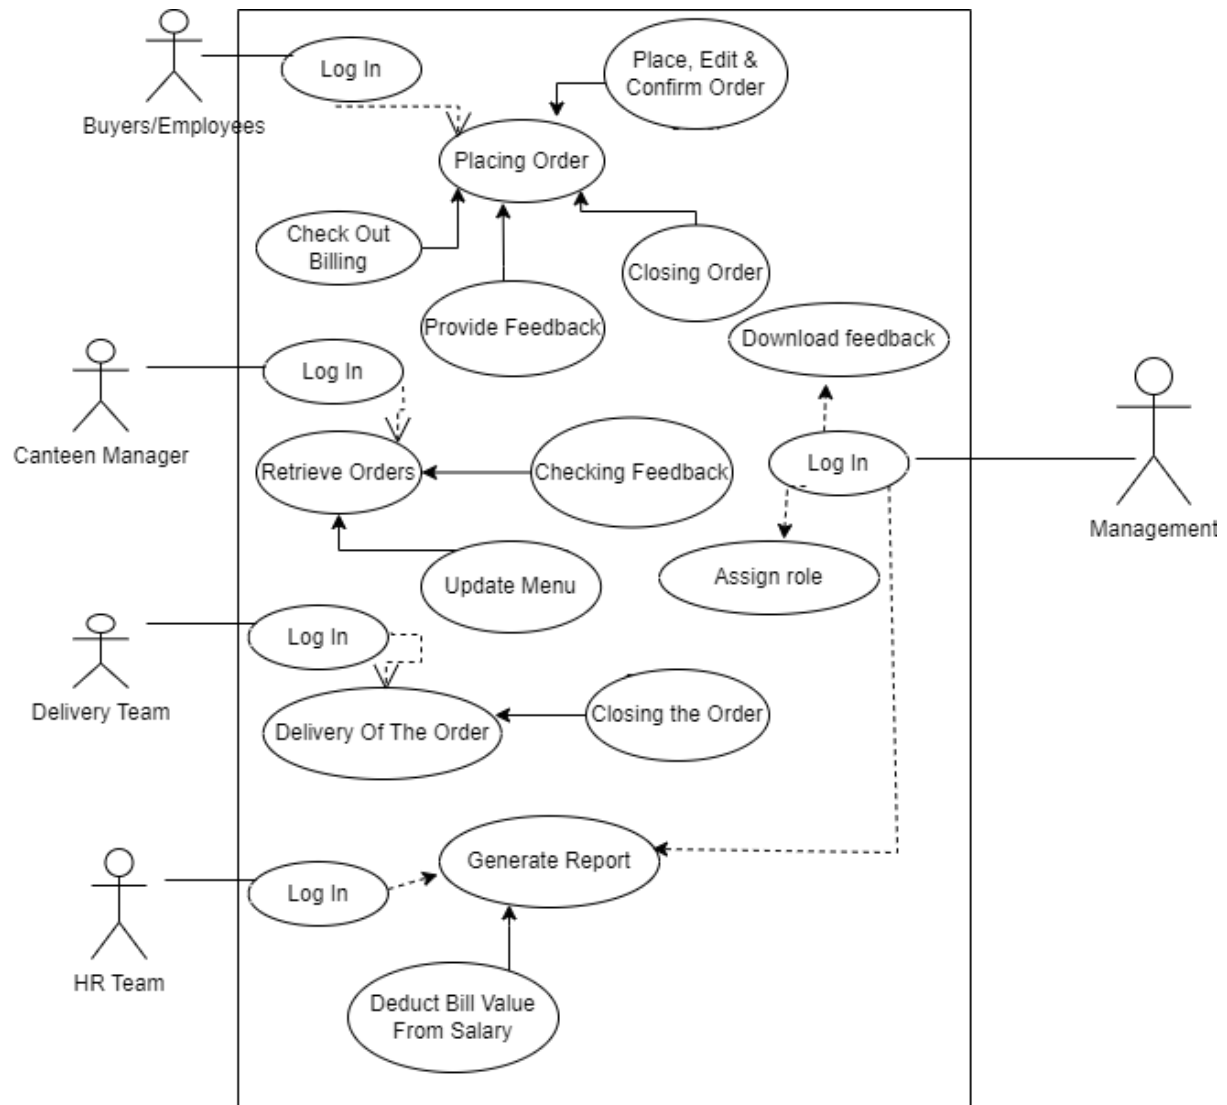 Log In
Place, Edit &
Confirm Order
Buyers/Employees
Placing Order
Check Out
Billing
Closing Order
Provide Feedback
Download feedback
Log In
Canteen Manager
Retrieve Orders
Checking Feedback
Log In
Management
Update Menu
Assign role
Log In
Delivery Team
Delivery Of The Order
Closing the Order
Generate Report
Log In
HR Team
Deduct Bill Value
From Salary